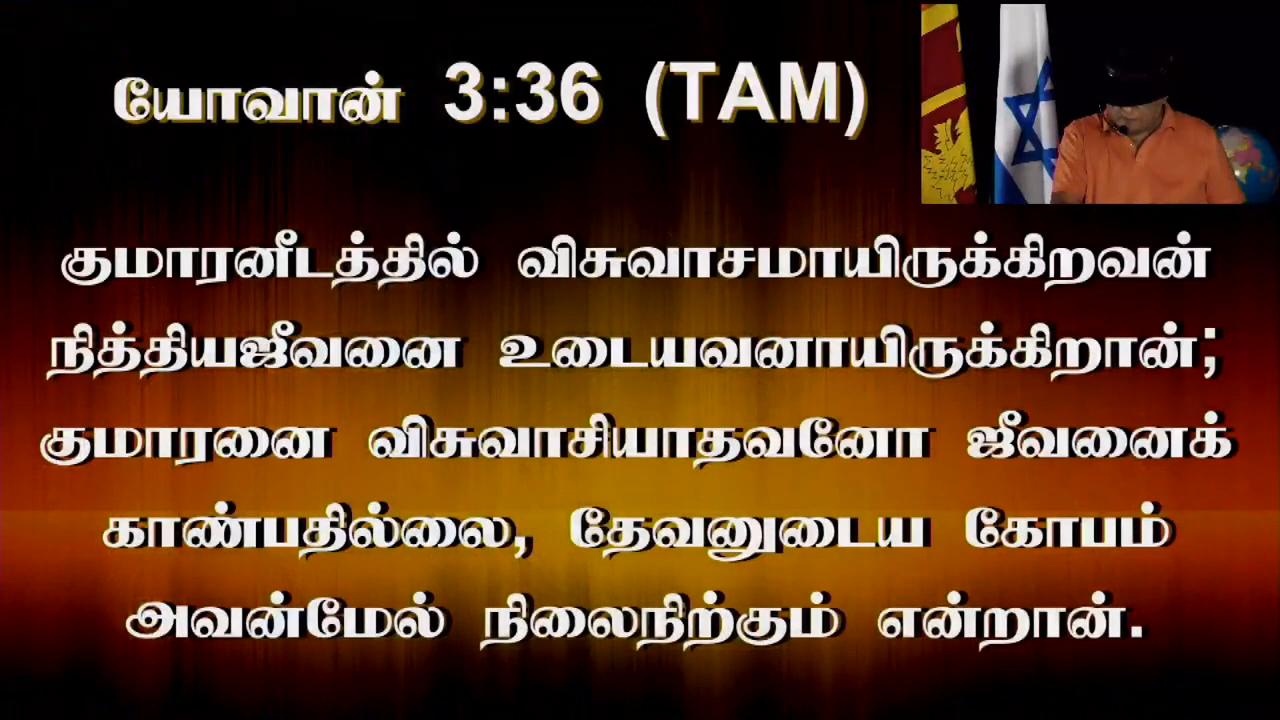 யோவான் 3:36 (TAM)
குமாரனீடத்தில் விசுவாசமாயிருக்கிறவன்
நித்தியஜீவனை உடையவனாயிருக்கிறான்;
குமாரனை விசுவாசியாதவனோ ஜீவனைக்
காண்பதில்லை, தேவனுடைய கோபம்
அவன்மேல் நிலைநிற்கும் என்றான்.